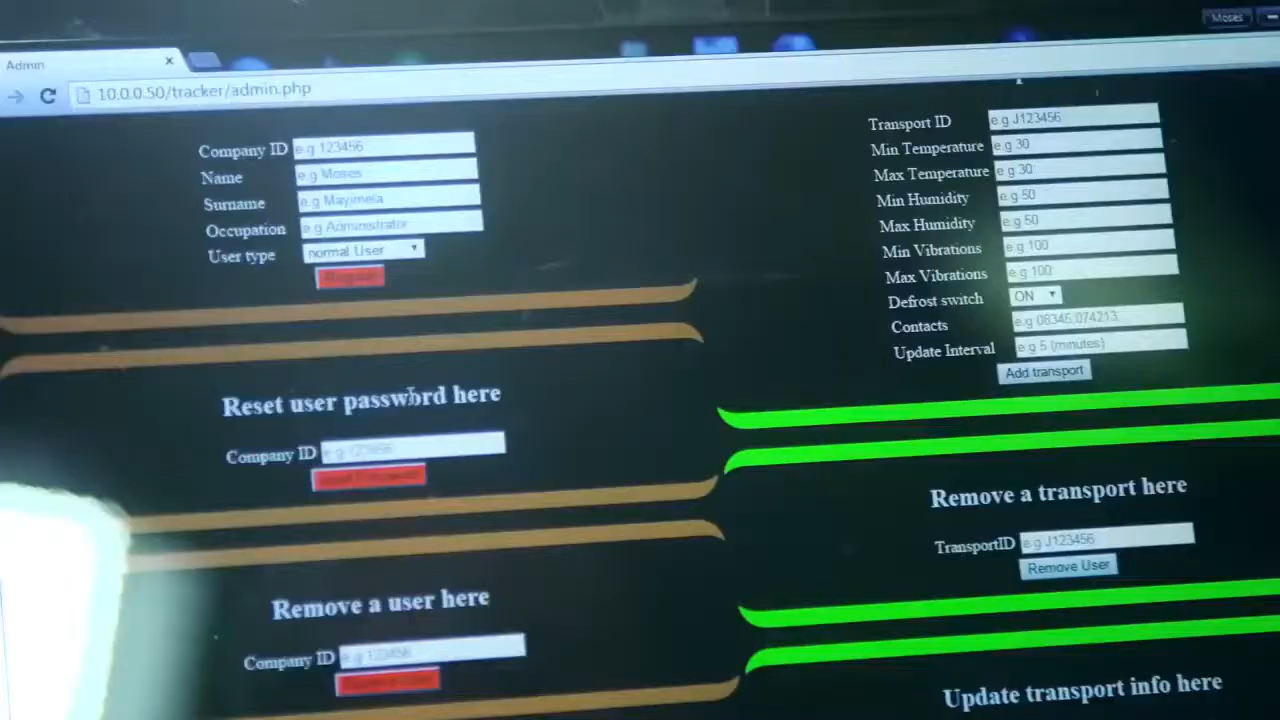 Moses
Admin
10.0.0.50/tracker/admin.php
Company ID e.g 123456
Name e.g Moses
Surname e.g Mayimela
Occupation e.g Administrator
User type normal User
Reset user password here
Company ID e.g 123456
Remove a user here
Company ID e.g 123456
Transport ID e.g J123456
Min Temperature e.g 30
Max Temperature e.g 30
Min Humidity e.g 50
Max Humidity e.g 50
Min Vibrations e.g 100
Max Vibrations e.g 100
Defrost switch ON
Contacts
Update Interval e.g 5 (minutes)
Add transport
Remove a transport here
TransportID e.g J123456
Remove User
Update transport info here